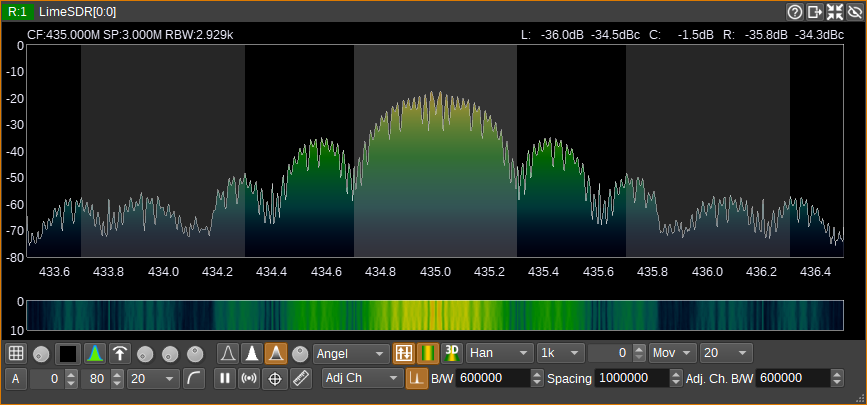 R:1 LimeSDR[0:0]
CF:435.000M SP:3.000M RBW:2.929k L: -36.0dB -34.5dBc C: -1.5dB R: -35.8dB -34.3dBc
0
-10
-20
-30
-40
-50
-60
-70
-80
433.6 433.8 434.0 434.2 434.4 434.6 434.8 435.0 435.2 435.4 435.6 435.8 436.0 436.2 436.4
0
10
Angel 3D Han 1k 0 Mov 20
A 0 80 20 Adj Ch B/W 600000 Spacing 1000000 Adj. Ch. B/W 600000